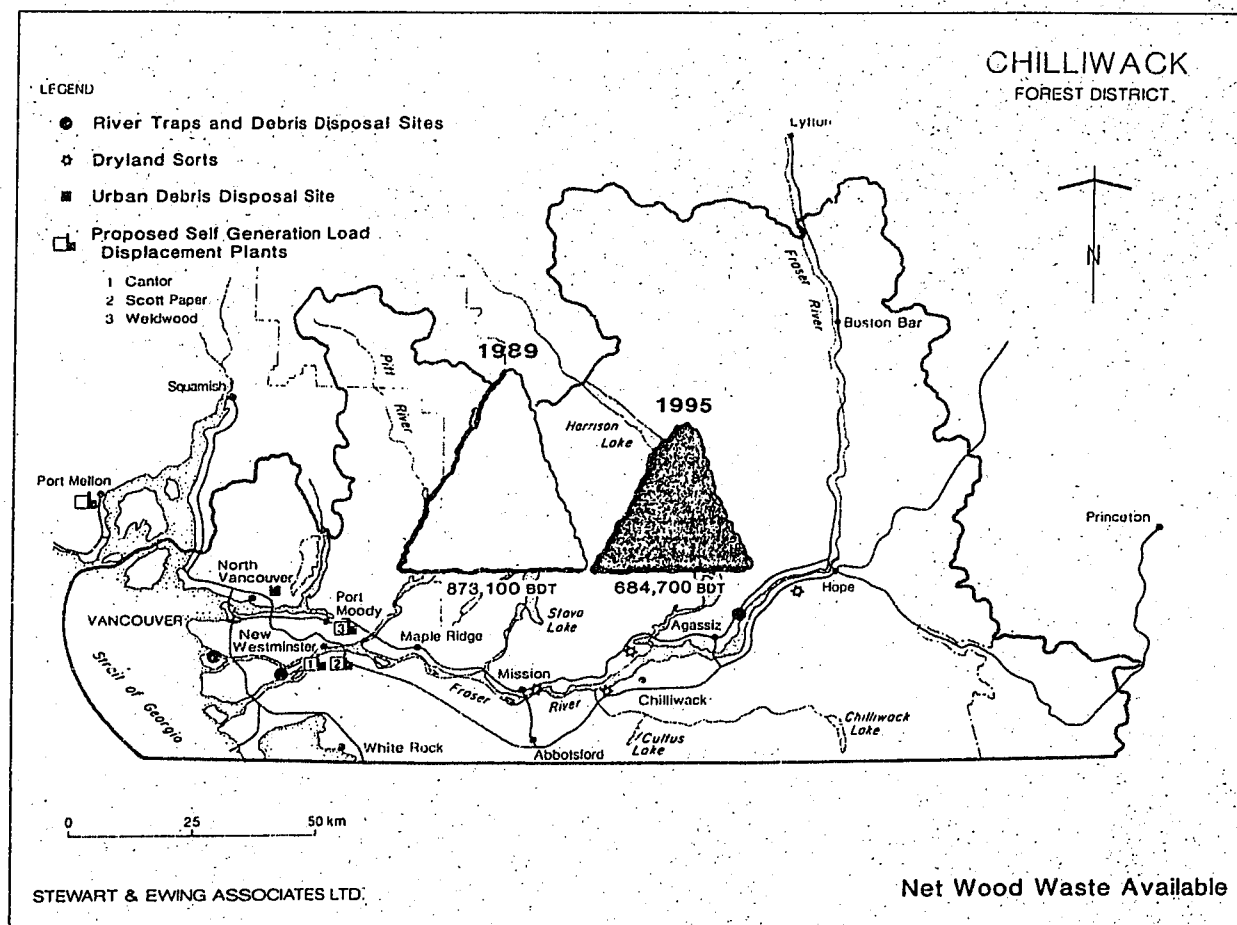 CHILLIWACK
FOREST DISTRICT
LEGEND
River Traps and Debris Disposal Sites
Dryland Sorts
Urban Debris Disposal Site
Proposed Self Generation Load
Displacement Plants
1 Canfor
2 Scott Paper
3 Weldwood
Lytton
N
Fraser
River
Boston Bar
1989
Pitt
River
Squamish
1995
Harrison
Lake
Port Mellon
Princeton
North
Vancouver
873,100 BDT
684,700 BDT
Hope
Port
Moody
Stave
Lake
VANCOUVER
3
Agassiz
New
Westminster
Maple Ridge
1
2
Mission
Strait of
Georgia
Fraser
River
Chilliwack
Chilliwack
Lake
Cultus
Lake
White Rock
Abbotsford
0
25
50 km
STEWART & EWING ASSOCIATES LTD.
Net Wood Waste Available